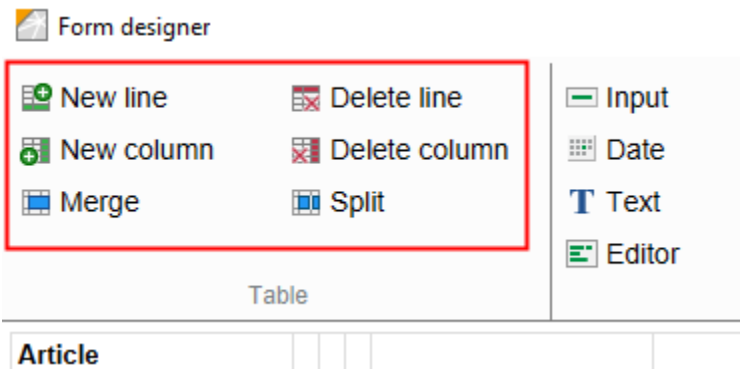 Form designer
New line
Delete line
New column
Delete column
Merge
Split
Table
Input
Date
Text
Editor
Article